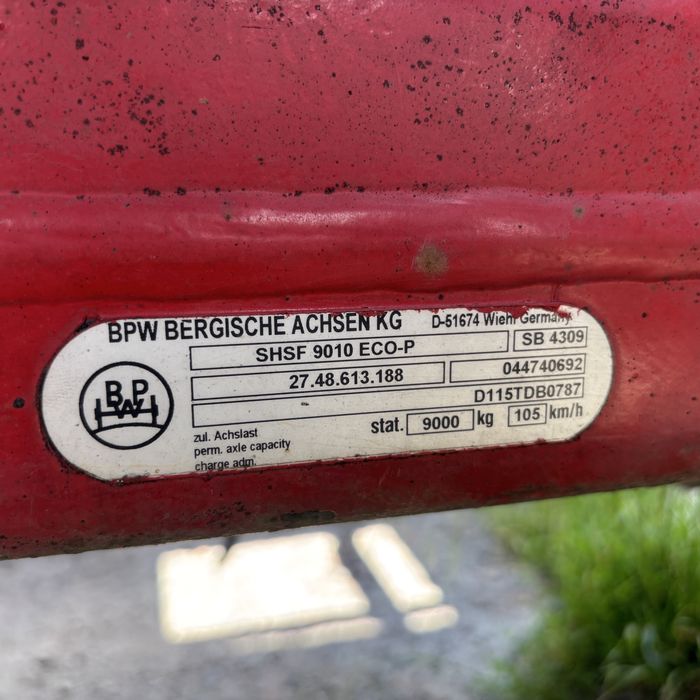 BPW BERGISCHE ACHSEN KG D-51674 Wiehl Germany
SHSF 9010 ECO-P SB 4309
27.48.613.188 044740692
D115TDB0787
BPW
zul. Achslast
perm. axle capacity
charge adm.
stat. 9000 kg 105 km/h